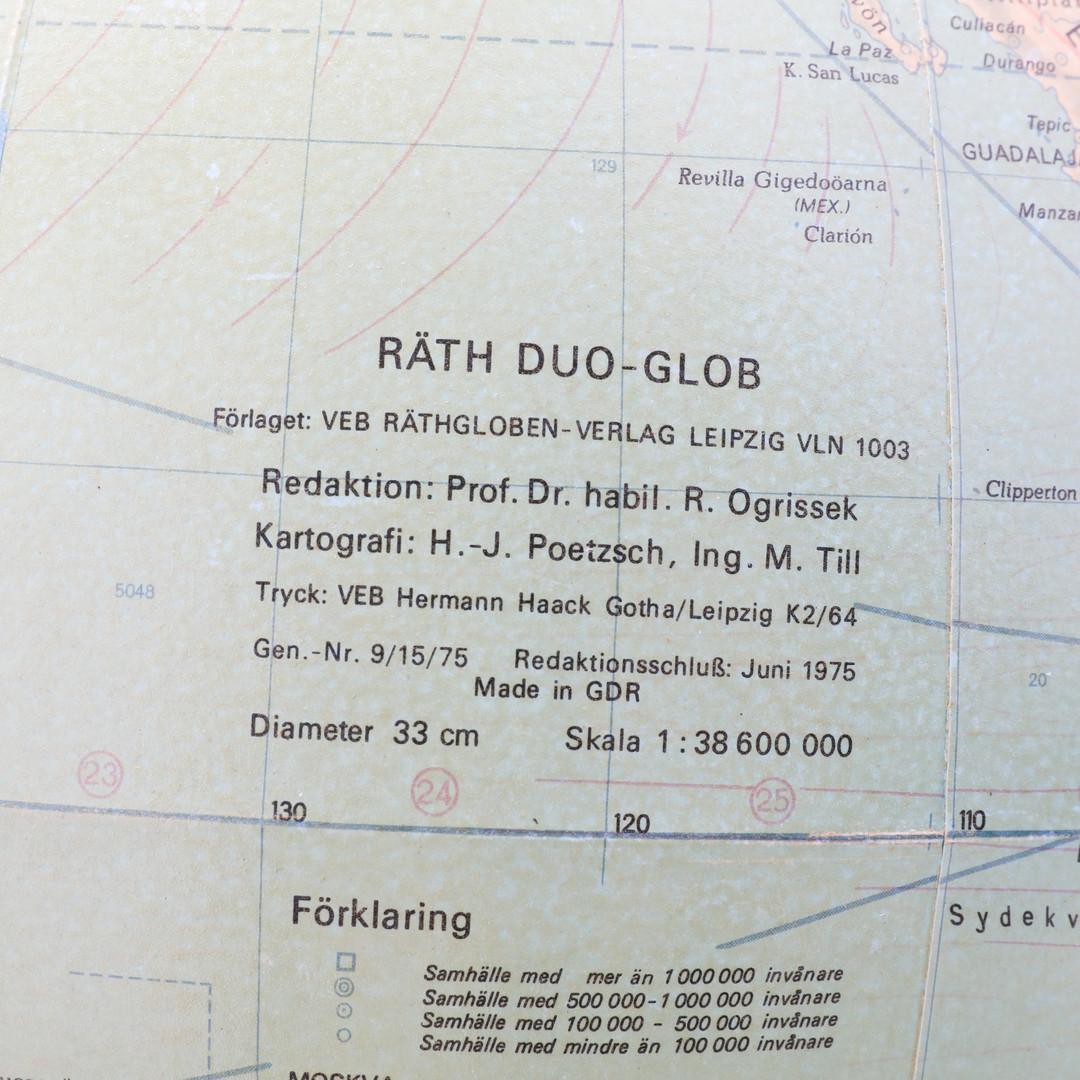 Culiacán
La Paz
Durango
K. San Lucas
Tepic
129
Revilla Gigedoöarna
(MEX.)
Clarión
RÄTH DUO-GLOB
Förlaget: VEB RÄTHGLOBEN-VERLAG LEIPZIG VLN 1003
Redaktion: Prof. Dr. habil. R. Ogrissek
Clipperton
Kartografi: H.-J. Poetzsch, Ing. M. Till
5048
Tryck: VEB Hermann Haack Gotha/Leipzig K2/64
Gen.-Nr. 9/15/75 Redaktionsschluß: Juni 1975
20
Made in GDR
Diameter 33 cm Skala 1 : 38 600 000
23 24 25
130 120 110
Förklaring
Samhälle med mer än 1 000 000 invånare
Samhälle med 500 000-1 000 000 invånare
Samhälle med 100 000 - 500 000 invånare
Samhälle med mindre än 100 000 invånare